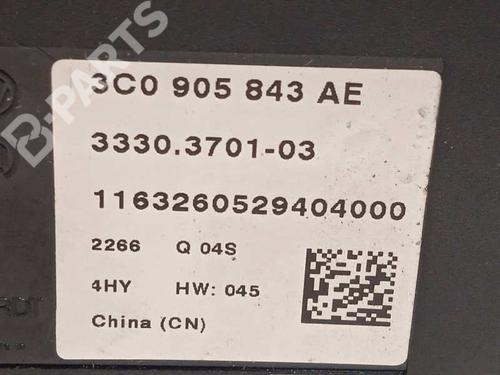 B-PARTS
3C0 905 843 AE
3330.3701-03
1163260529404000
2266 Q 04S
4HY HW: 045
China (CN)